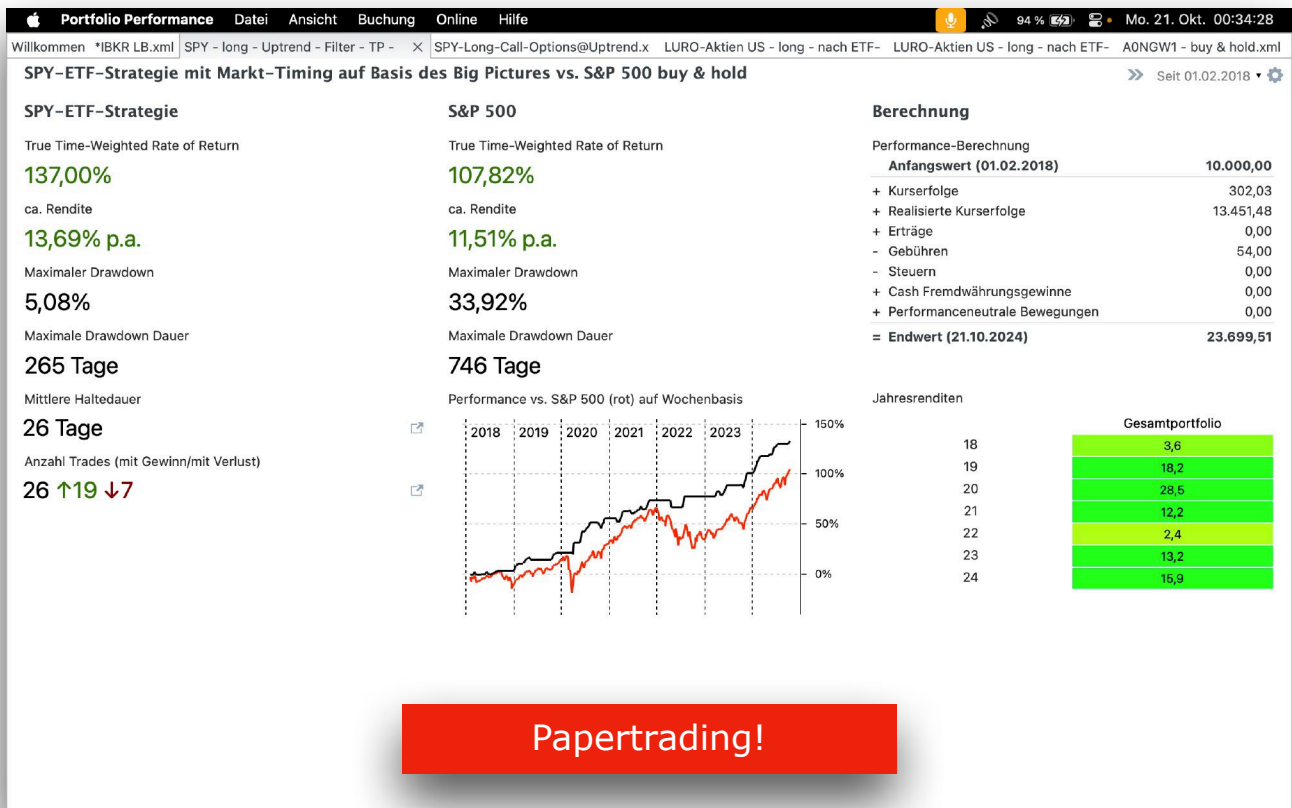 Portfolio Performance Datei Ansicht Buchung Online Hilfe 94 % Mo. 21. Okt. 00:34:28
Willkommen *IBKR LB.xml SPY - long - Uptrend - Filter - TP - SPY-Long-Call-Options@Uptrend.x LURO-Aktien US - long - nach ETF- LURO-Aktien US - long - nach ETF- A0NGW1 - buy & hold.xml
SPY-ETF-Strategie mit Markt-Timing auf Basis des Big Pictures vs. S&P 500 buy & hold
Seit 01.02.2018
SPY-ETF-Strategie
True Time-Weighted Rate of Return
137,00%
ca. Rendite
13,69% p.a.
Maximaler Drawdown
5,08%
Maximale Drawdown Dauer
265 Tage
Mittlere Haltedauer
26 Tage
Anzahl Trades (mit Gewinn/mit Verlust)
26 ↑19 ↓7
S&P 500
True Time-Weighted Rate of Return
107,82%
ca. Rendite
11,51% p.a.
Maximaler Drawdown
33,92%
Maximale Drawdown Dauer
746 Tage
Performance vs. S&P 500 (rot) auf Wochenbasis
2018 2019 2020 2021 2022 2023
150%
100%
50%
0%
Berechnung
Performance-Berechnung
Anfangswert (01.02.2018) 10.000,00
+ Kurserfolge 302,03
+ Realisierte Kurserfolge 13.451,48
+ Erträge 0,00
- Gebühren 54,00
- Steuern 0,00
+ Cash Fremdwährungsgewinne 0,00
+ Performanceneutrale Bewegungen 0,00
= Endwert (21.10.2024) 23.699,51
Jahresrenditen
Gesamtportfolio
18 3,6
19 18,2
20 28,5
21 12,2
22 2,4
23 13,2
24 15,9
Papertrading!